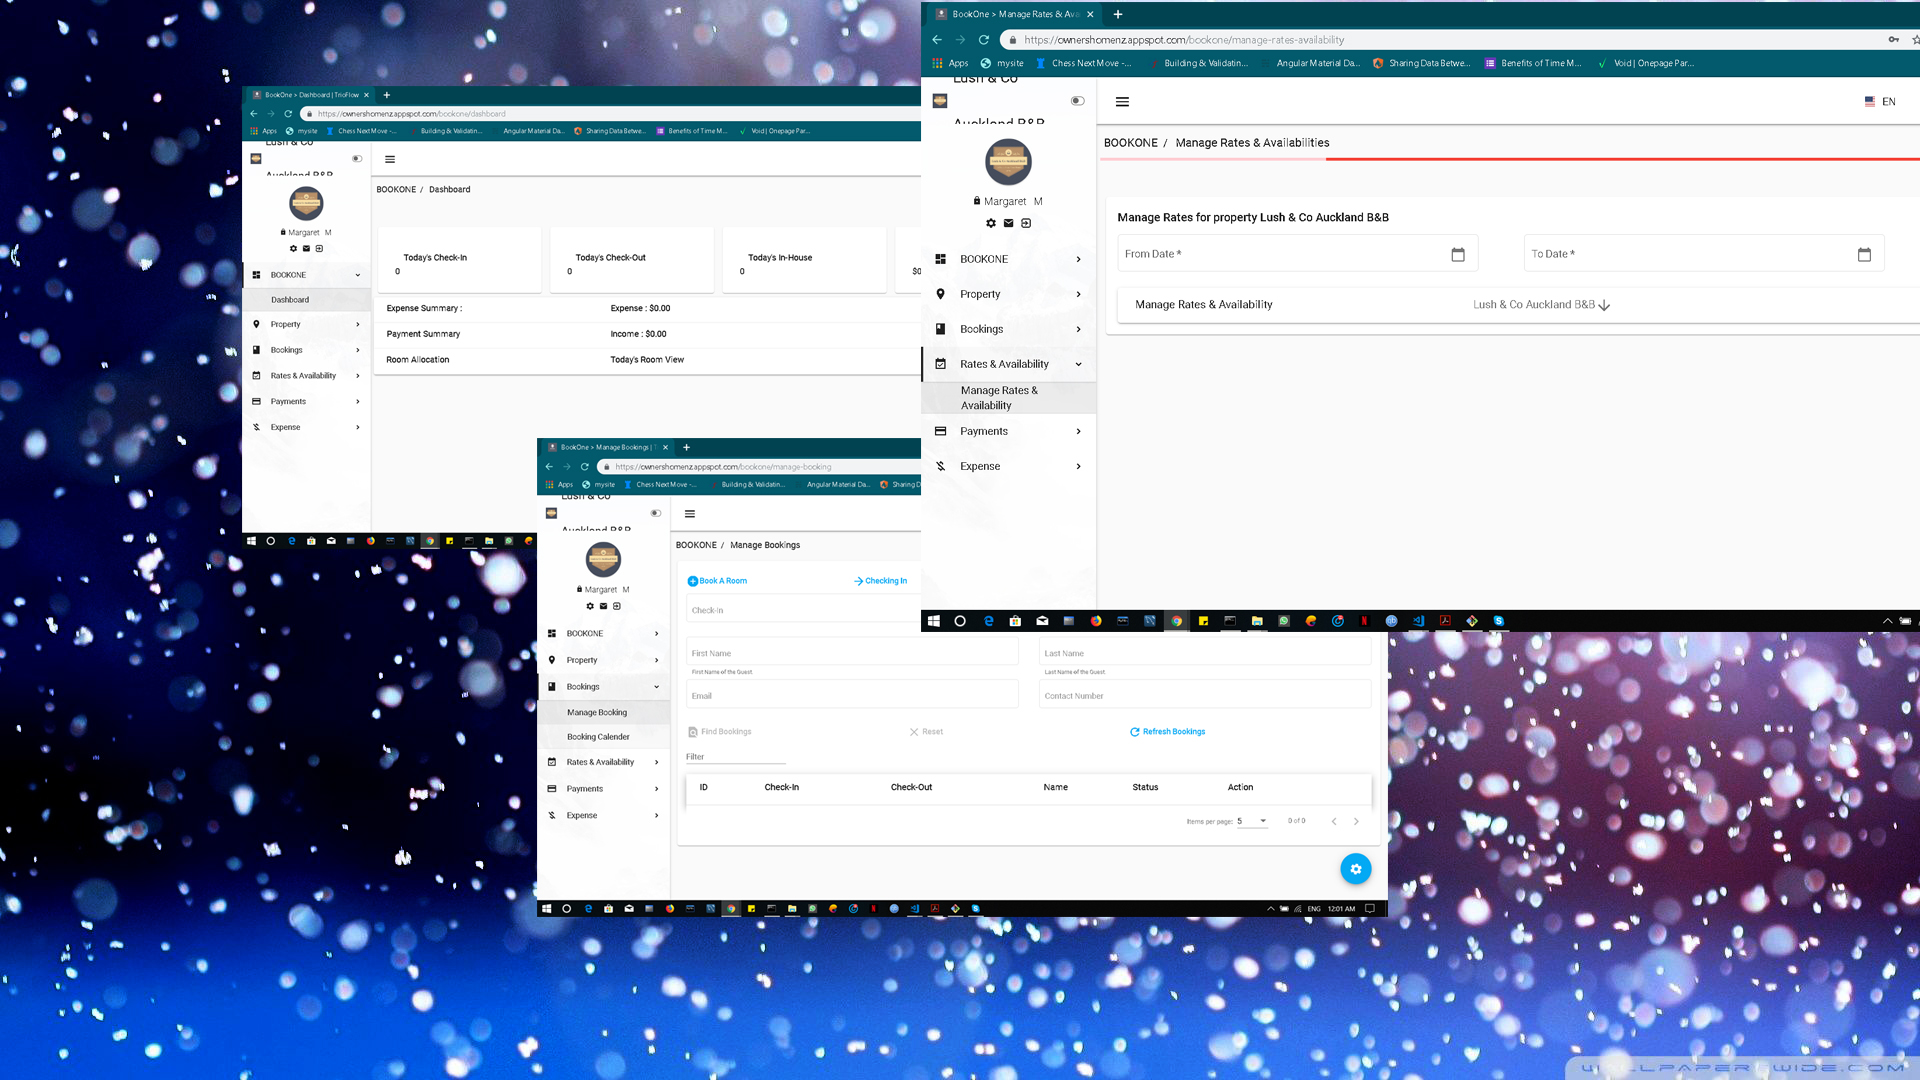 BookOne > Dashboard | TrioFlow
https://ownershomenz.appspot.com/bookone/dashboard
Apps mysite Chess Next Move -... Building & Validatin... Angular Material Da... Sharing Data Betwe... Benefits of Time M... Void | Onepage Par...
Lush & Co
Auckland B&B
Margaret M
BOOKONE
Dashboard
Property
Bookings
Rates & Availability
Payments
Expense
BOOKONE / Dashboard
Today's Check-In
0
Today's Check-Out
0
Today's In-House
0
$0
Expense Summary :
Expense : $0.00
Payment Summary
Income : $0.00
Room Allocation
Today's Room View
BookOne > Manage Bookings | T
https://ownershomenz.appspot.com/bookone/manage-booking
Apps mysite Chess Next Move -... Building & Validatin... Angular Material Da... Sharing D
Lush & Co
Auckland B&B
Margaret M
BOOKONE
Property
Bookings
Manage Booking
Booking Calender
Rates & Availability
Payments
Expense
BOOKONE / Manage Bookings
Book A Room
Checking In
Check-in
First Name
Last Name
First Name of the Guest
Last Name of the Guest
Email
Contact Number
Find Bookings
Reset
Refresh Bookings
Filter
ID Check-In Check-Out Name Status Action
Items per page: 5 0 of 0
ENG 12:01 AM
BookOne > Manage Rates & Ava
https://ownershomenz.appspot.com/bookone/manage-rates-availability
Apps mysite Chess Next Move -... Building & Validatin... Angular Material Da... Sharing Data Betwe... Benefits of Time M... Void | Onepage Par...
Lush & Co
Auckland B&B
Margaret M
BOOKONE
Property
Bookings
Rates & Availability
Manage Rates &
Availability
Payments
Expense
EN
BOOKONE / Manage Rates & Availabilities
Manage Rates for property Lush & Co Auckland B&B
From Date *
To Date *
Manage Rates & Availability
Lush & Co Auckland B&B
WALLPAPERSWIDE.COM